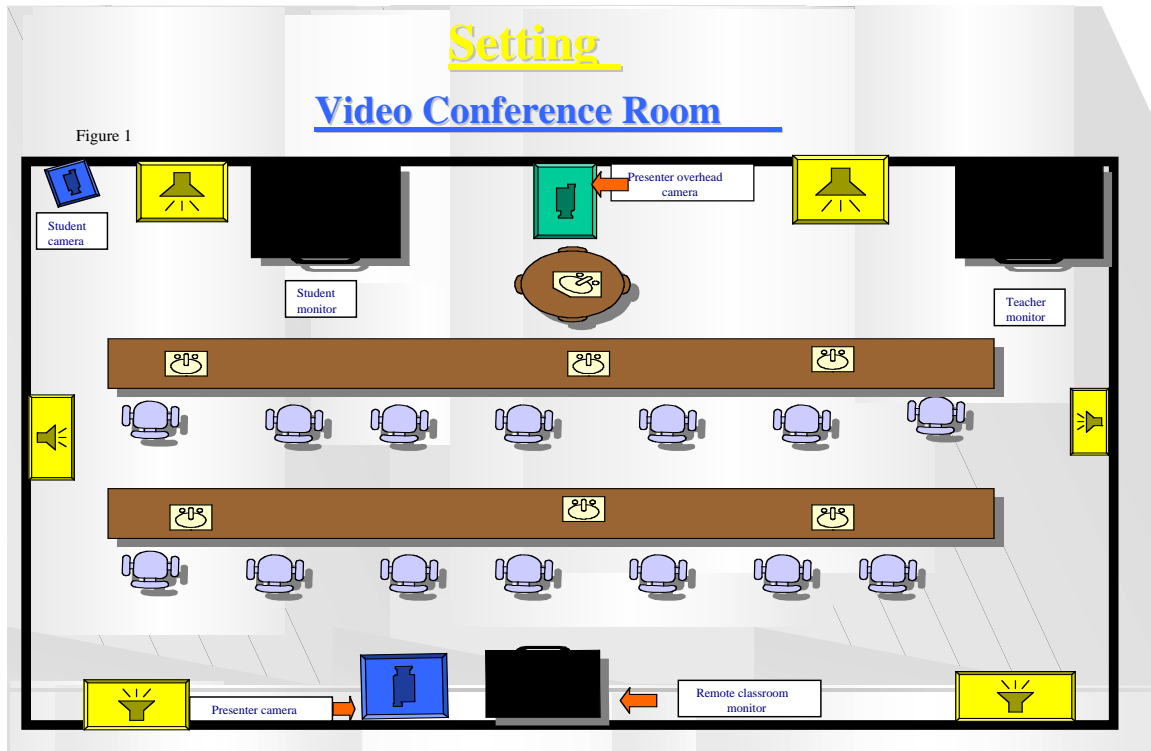 Setting
Video Conference Room
Figure 1
Presenter overhead
camera
Student
camera
Student
monitor
Teacher
monitor
Presenter camera
Remote classroom
monitor